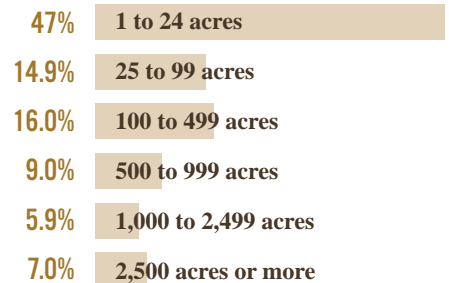 47% 1 to 24 acres
14.9% 25 to 99 acres
16.0% 100 to 499 acres
9.0% 500 to 999 acres
5.9% 1,000 to 2,499 acres
7.0% 2,500 acres or more